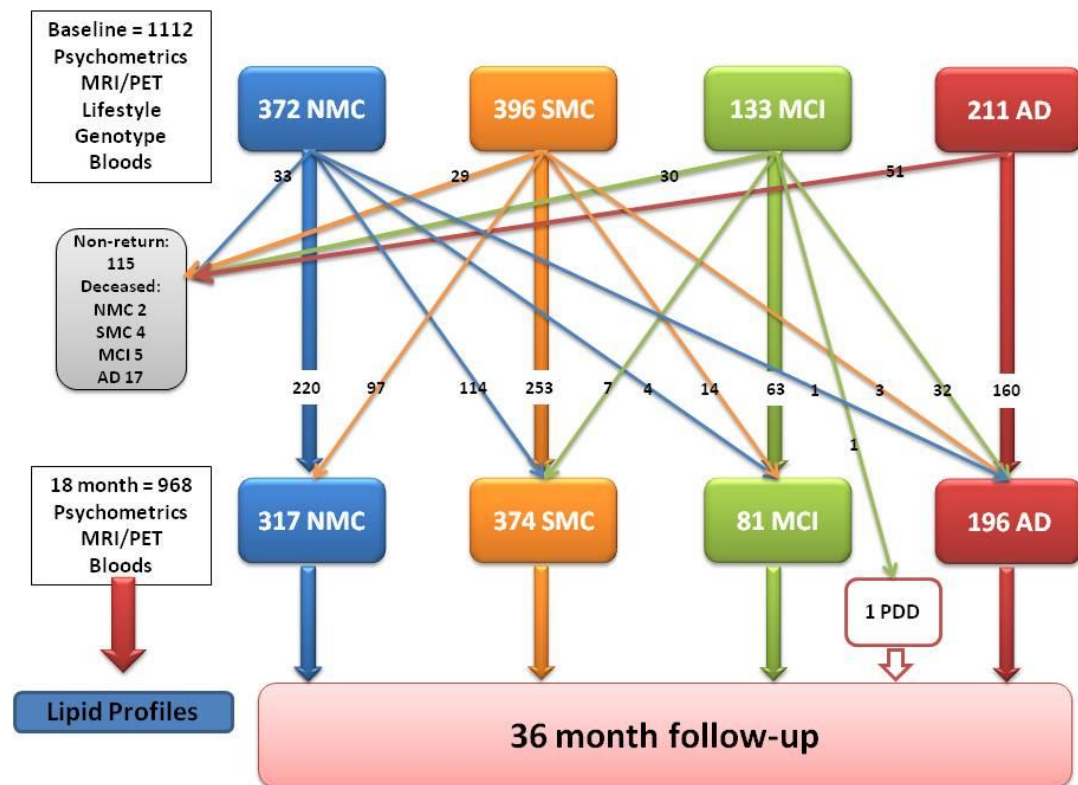 Baseline = 1112
Psychometrics
MRI/PET
Lifestyle
Genotype
Bloods
372 NMC
396 SMC
133 MCI
211 AD
33
29
30
51
Non-return:
115
Deceased:
NMC 2
SMC 4
MCI 5
AD 17
220
97
114
253
7
4
14
63
1
3
32
160
1
18 month = 968
Psychometrics
MRI/PET
Bloods
317 NMC
374 SMC
81 MCI
196 AD
1 PDD
Lipid Profiles
36 month follow-up